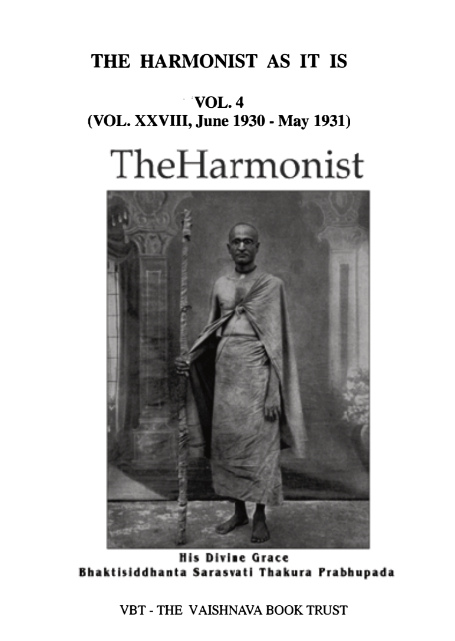 THE HARMONIST AS IT IS
VOL. 4
(VOL. XXVIII, June 1930 - May 1931)
TheHarmonist
His Divine Grace
Bhaktisiddhanta Sarasvati Thakura Prabhupada
VBT - THE VAISHNAVA BOOK TRUST